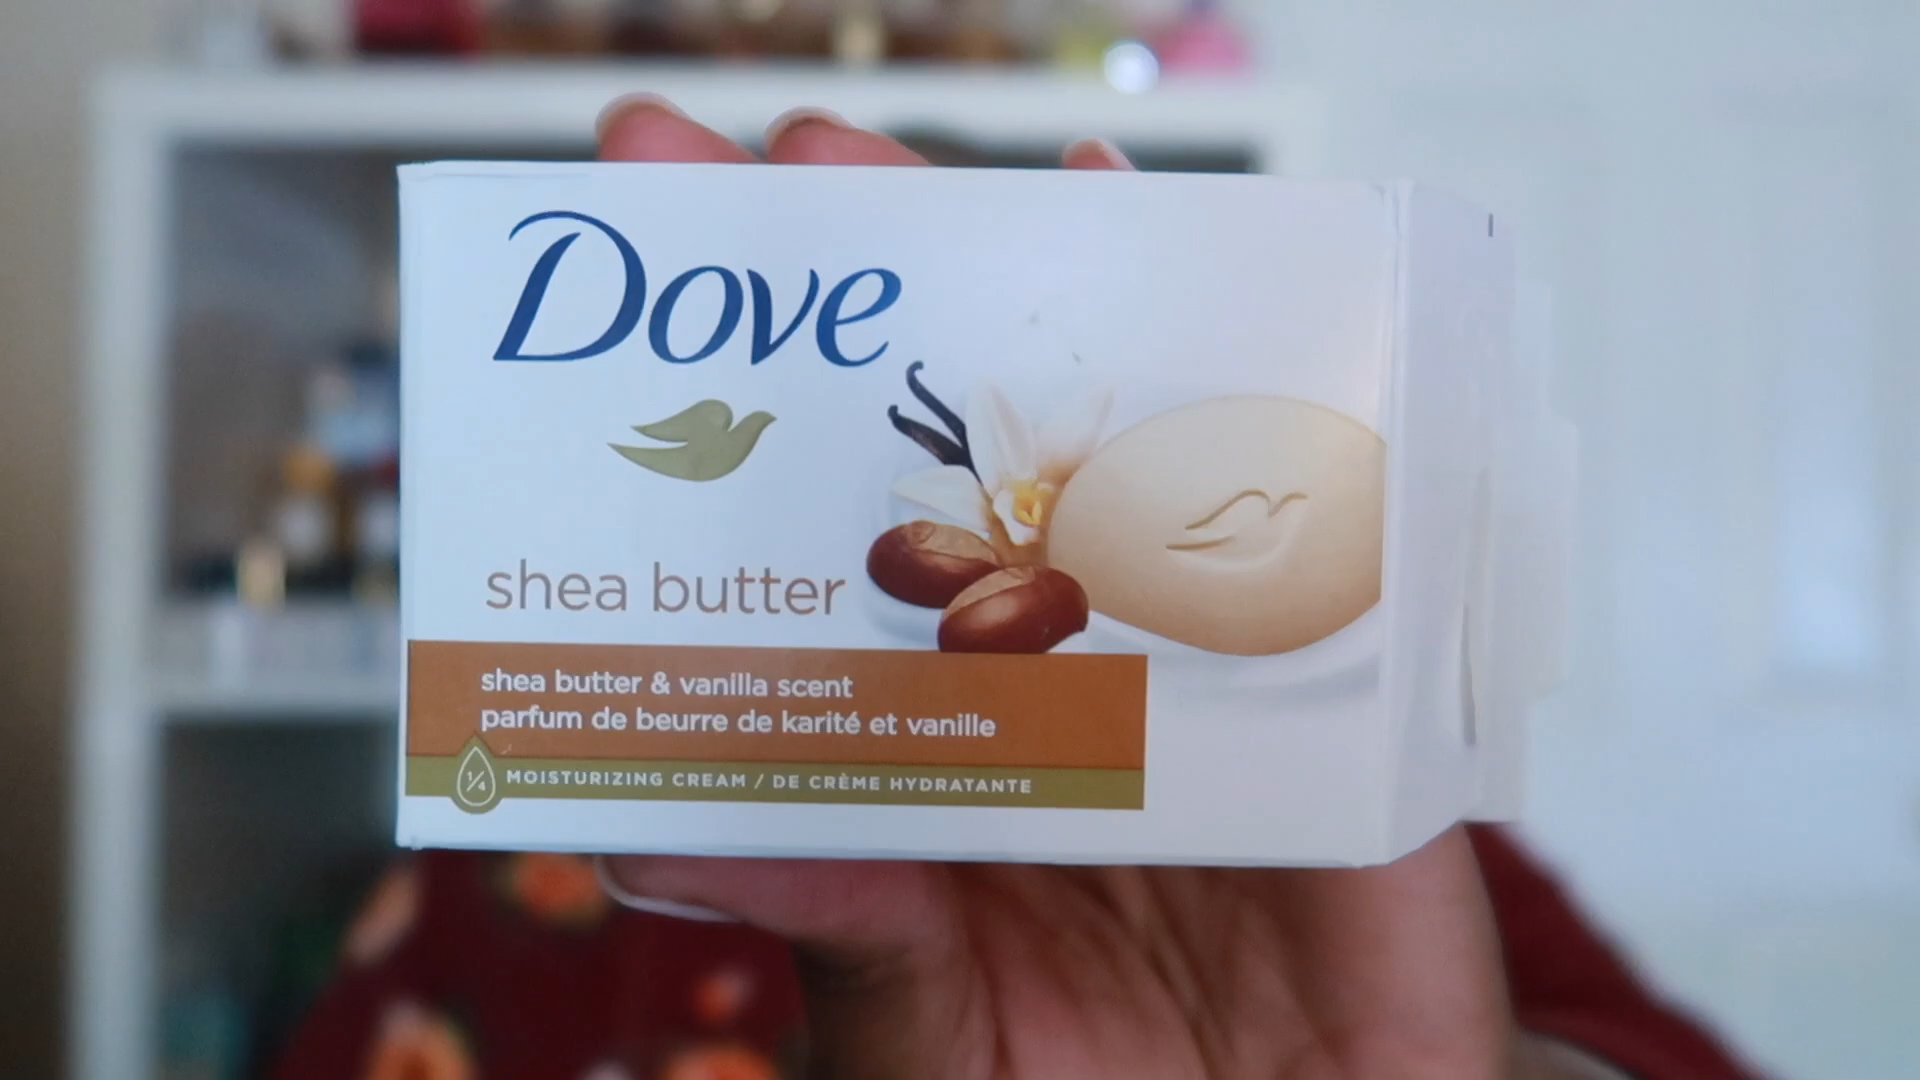 Dove
shea butter
shea butter & vanilla scent
parfum de beurre de karité et vanille
1/4 MOISTURIZING CREAM / DE CRÈME HYDRATANTE